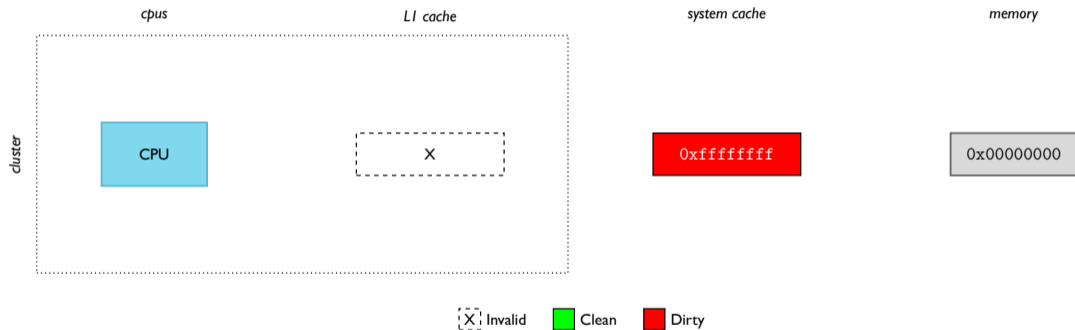 cpus
L1 cache
system cache
memory
cluster
CPU
X
0xffffffff
0x00000000
X Invalid
Clean
Dirty